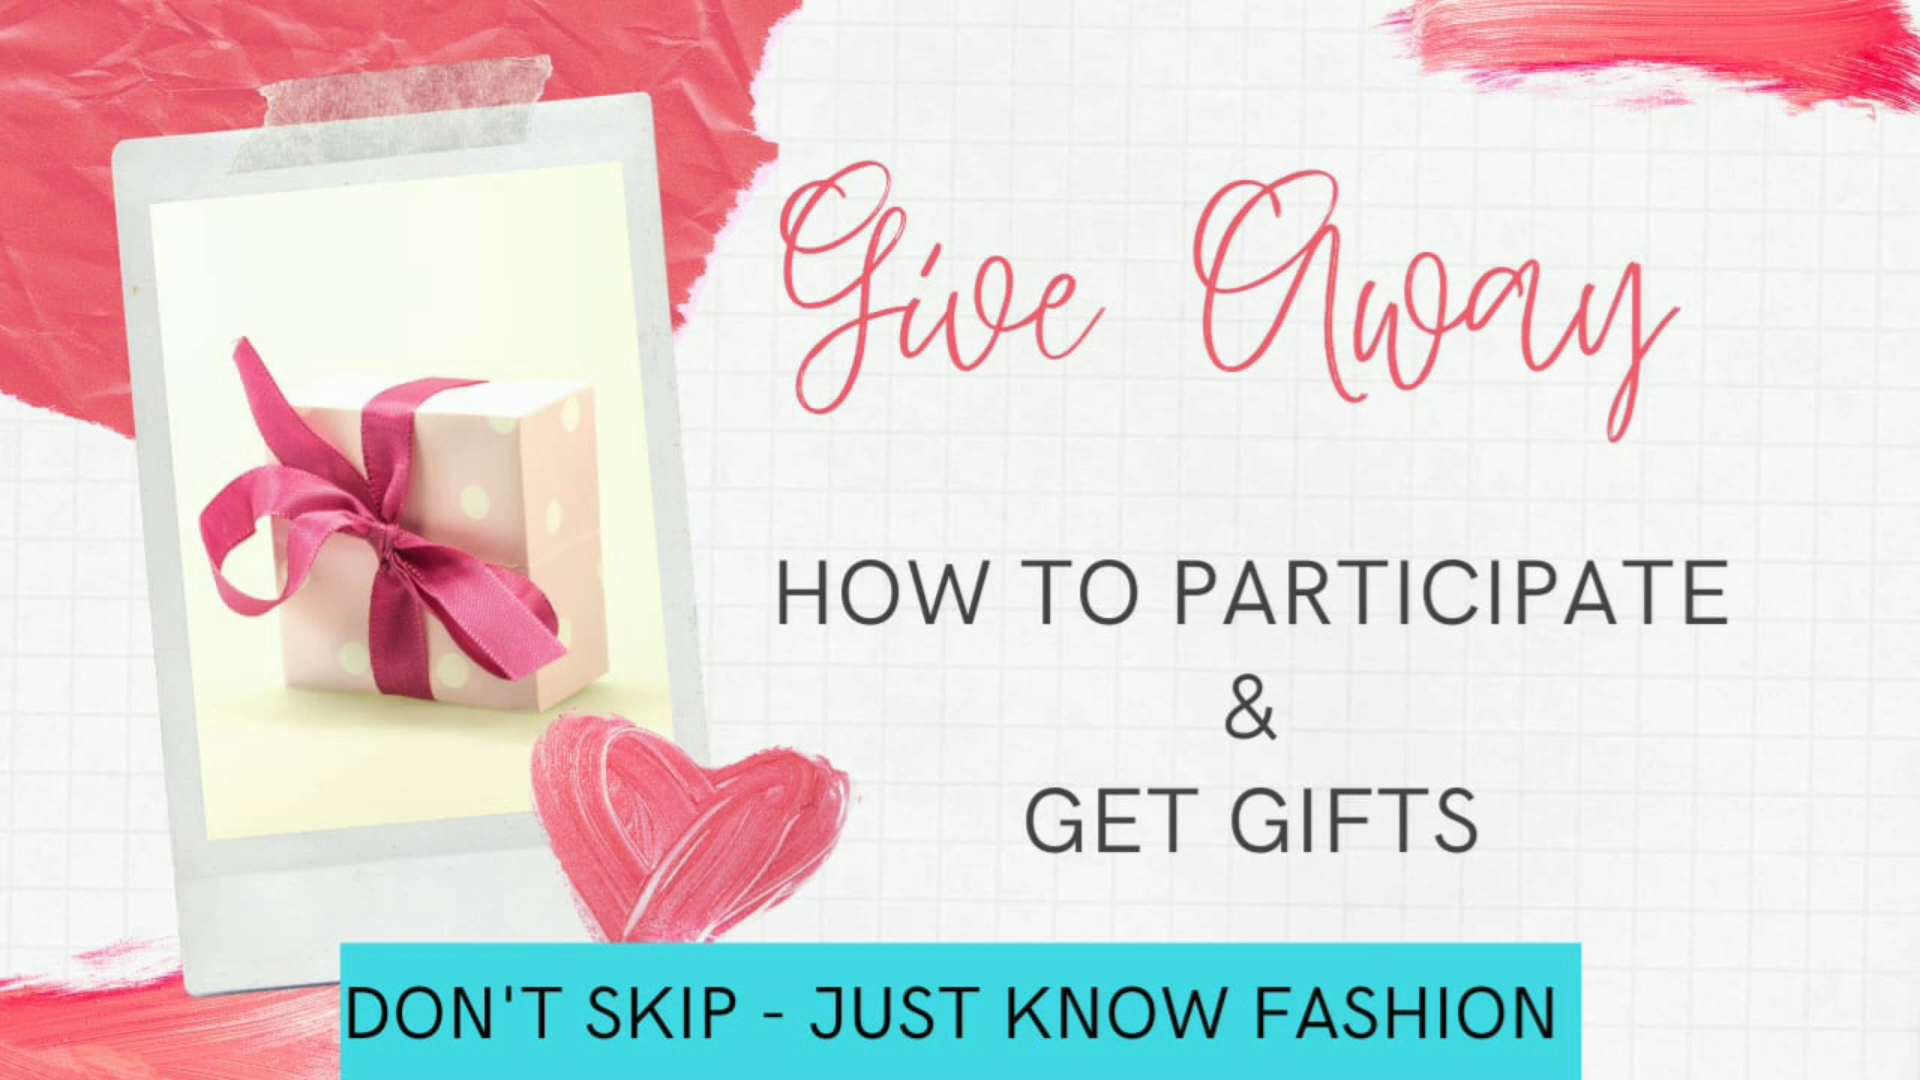 Give Away
HOW TO PARTICIPATE
&
GET GIFTS
DON'T SKIP - JUST KNOW FASHION